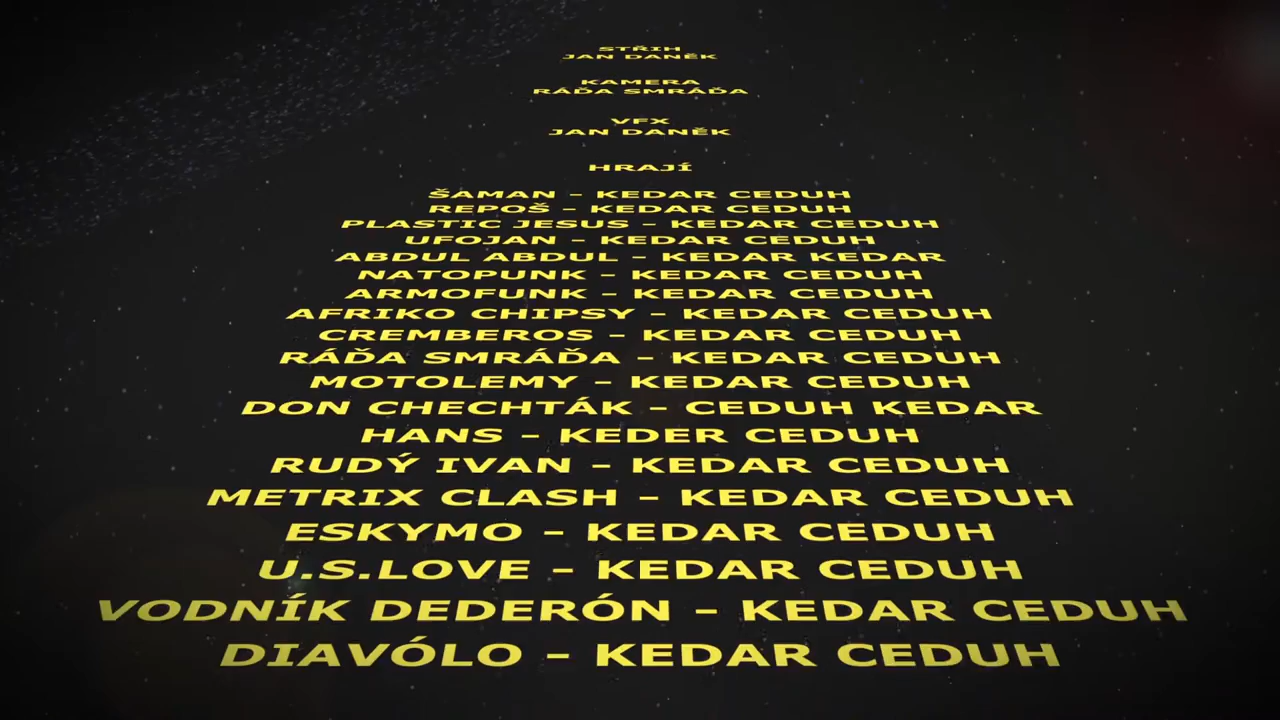 STŘIH
JAN DANĚK
KAMERA
RÁĎA SMRÁĎA
VFX
JAN DANĚK
HRAJÍ
ŠAMAN – KEDAR CEDUH
REPOŠ – KEDAR CEDUH
PLASTIC JESUS – KEDAR CEDUH
UFOJAN – KEDAR CEDUH
ABDUL ABDUL – KEDAR KEDAR
NATOPUNK – KEDAR CEDUH
ARMOFUNK – KEDAR CEDUH
AFRIKO CHIPSY – KEDAR CEDUH
CREMBEROS – KEDAR CEDUH
RÁĎA SMRÁĎA – KEDAR CEDUH
MOTOLEMY – KEDAR CEDUH
DON CHECHTÁK – CEDUH KEDAR
HANS – KEDER CEDUH
RUDÝ IVAN – KEDAR CEDUH
METRIX CLASH – KEDAR CEDUH
ESKYMO – KEDAR CEDUH
U.S.LOVE – KEDAR CEDUH
VODNÍK DEDERÓN – KEDAR CEDUH
DIAVÓLO – KEDAR CEDUH